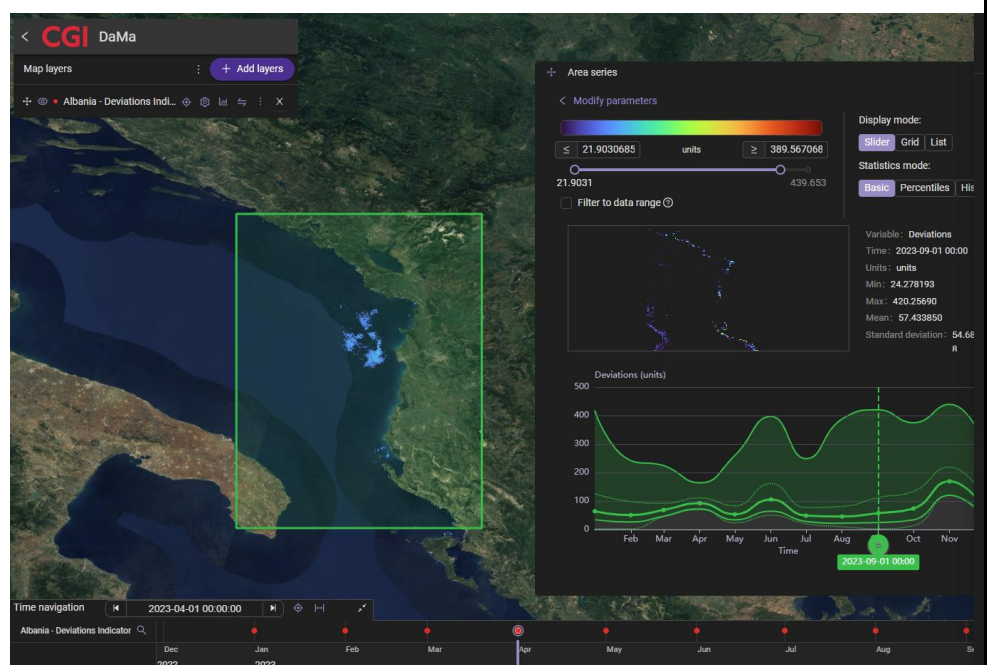 CGI DaMa
Map layers
+ Add layers
Albania - Deviations Indi...
X
Area series
Modify parameters
≤ 21.9030685 units ≥ 389.567068
21.9031 439.653
Filter to data range
Display mode:
Slider Grid List
Statistics mode:
Basic Percentiles His
Variable: Deviations
Time: 2023-09-01 00:00
Units: units
Min: 24.278193
Max: 420.25690
Mean: 57.433850
Standard deviation: 54.68
Deviations (units)
500
400
300
200
100
0
Feb Mar Apr May Jun Jul Aug Oct Nov
Time
2023-09-01 00:00
Time navigation 2023-04-01 00:00:00
Albania - Deviations Indicator
Dec Jan Feb Mar Apr May Jun Jul Aug
2022 2023